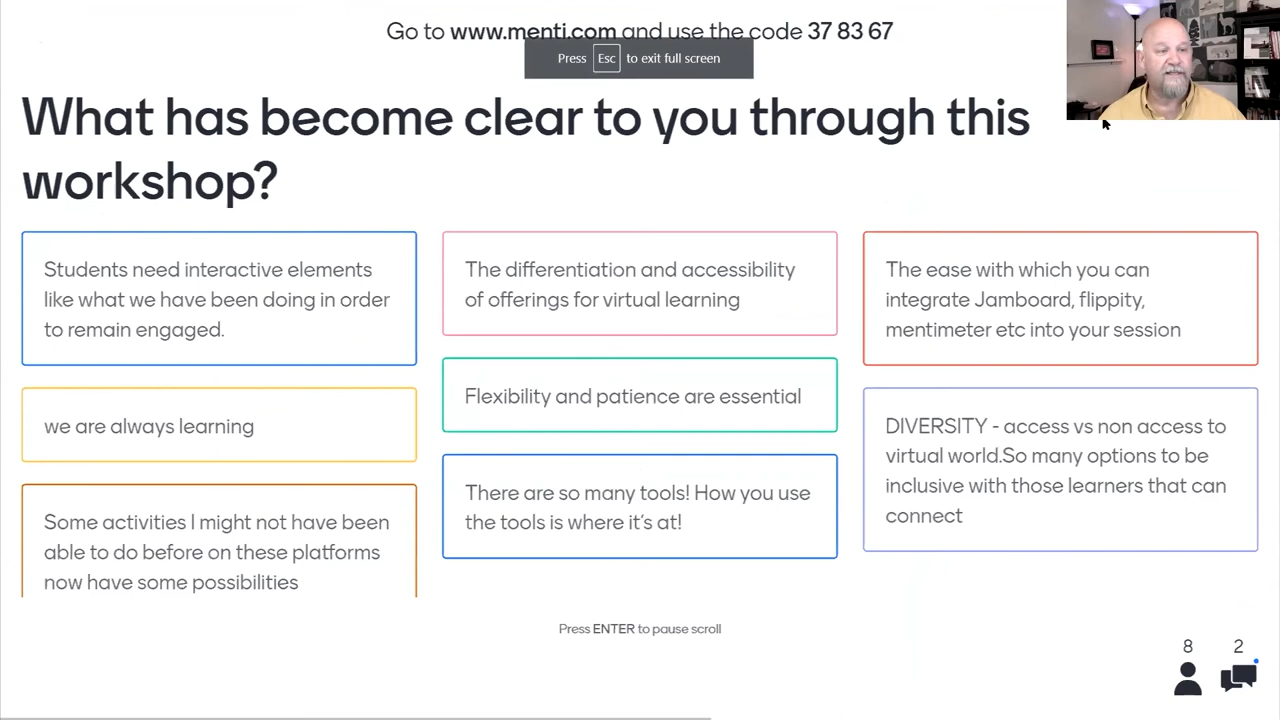 Go to www.menti.com and use the code 37 83 67
Press Esc to exit full screen
What has become clear to you through this
workshop?
Students need interactive elements
like what we have been doing in order
to remain engaged.
we are always learning
Some activities I might not have been
able to do before on these platforms
now have some possibilities
The differentiation and accessibility
of offerings for virtual learning
Flexibility and patience are essential
There are so many tools! How you use
the tools is where it's at!
The ease with which you can
integrate Jamboard, flippity,
mentimeter etc into your session
DIVERSITY - access vs non access to
virtual world.So many options to be
inclusive with those learners that can
connect
Press ENTER to pause scroll
8 2